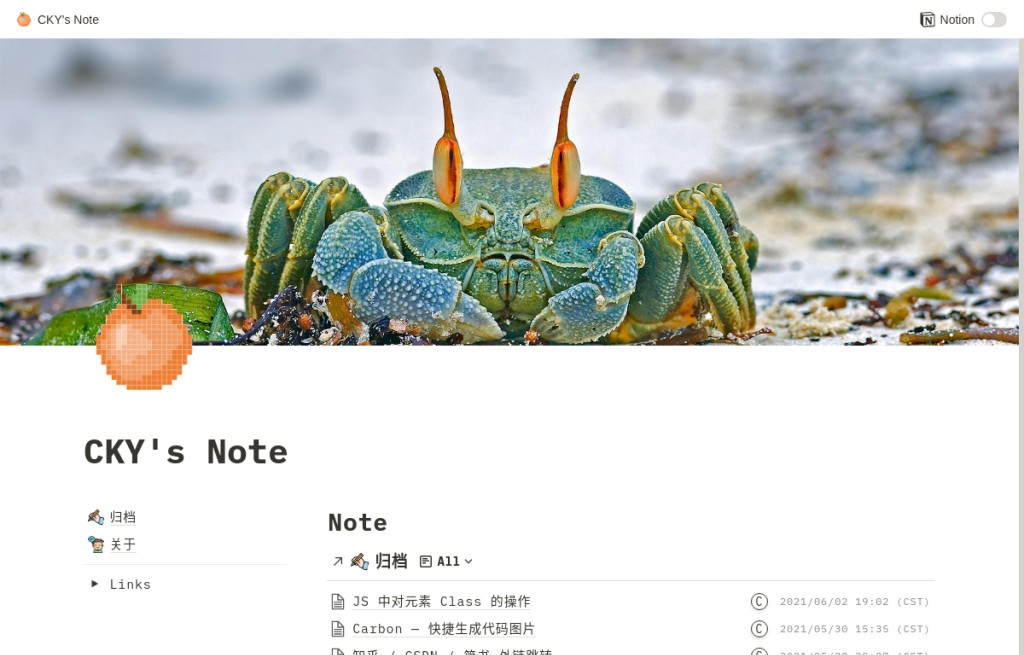 CKY's Note
Notion
CKY's Note
归档
关于
Links
Note
归档 All
JS 中对元素 Class 的操作 C 2021/06/02 19:02 (CST)
Carbon — 快捷生成代码图片 C 2021/05/30 15:35 (CST)